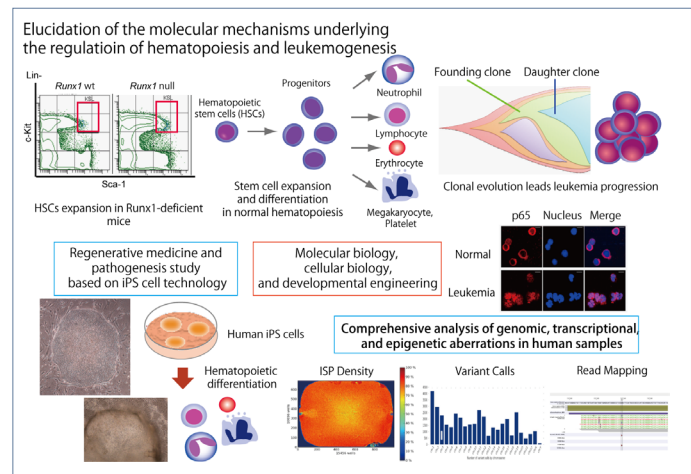 Elucidation of the molecular mechanisms underlying
the regulatioin of hematopoiesis and leukemogenesis
Lin-
Runx1 wt
Runx1 null
KSL
KSL
c-Kit
Sca-1
HSCs expansion in Runx1-deficient
mice
Hematopoietic
stem cells (HSCs)
Progenitors
Neutrophil
Lymphocyte
Erythrocyte
Megakaryocyte,
Platelet
Stem cell expansion
and differentiation
in normal hematopoiesis
Founding clone
Daughter clone
Clonal evolution leads leukemia progression
Regenerative medicine and
pathogenesis study
based on iPS cell technology
Molecular biology,
cellular biology,
and developmental engineering
p65
Nucleus
Merge
Normal
Leukemia
Human iPS cells
Hematopoietic
differentiation
Comprehensive analysis of genomic, transcriptional,
and epigenetic aberrations in human samples
ISP Density
Variant Calls
Read Mapping